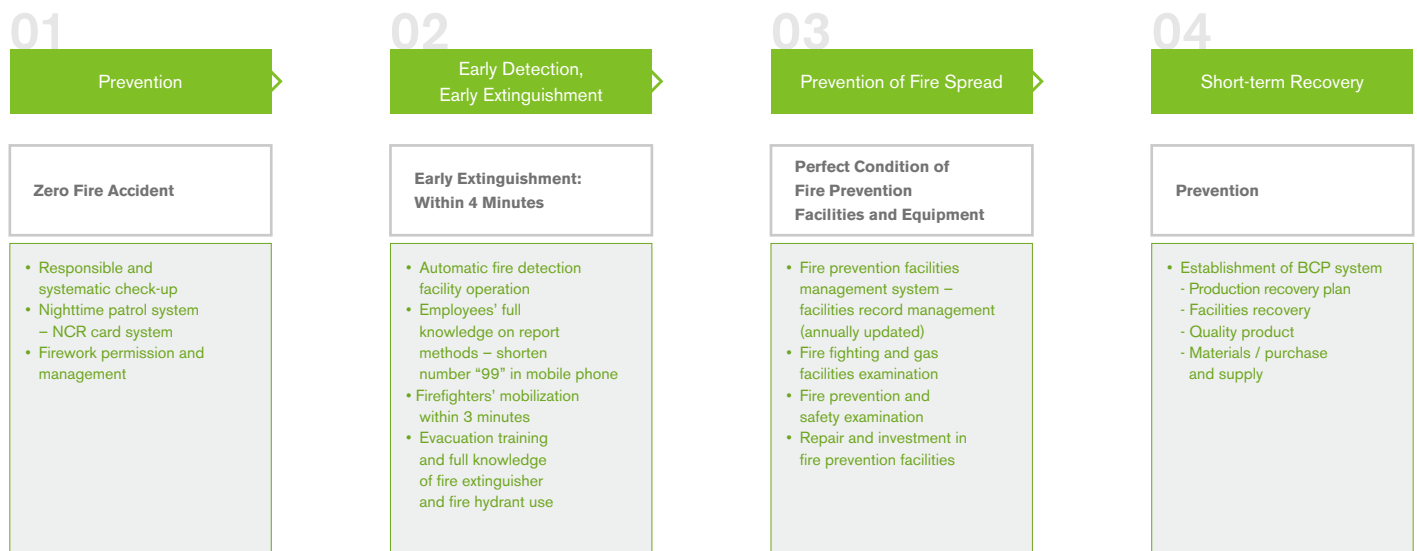 01
Prevention
Zero Fire Accident
• Responsible and
systematic check-up
• Nighttime patrol system
– NCR card system
• Firework permission and
management
02
Early Detection,
Early Extinguishment
Early Extinguishment:
Within 4 Minutes
• Automatic fire detection
facility operation
• Employees’ full
knowledge on report
methods – shorten
number “99” in mobile phone
• Firefighters’ mobilization
within 3 minutes
• Evacuation training
and full knowledge
of fire extinguisher
and fire hydrant use
03
Prevention of Fire Spread
Perfect Condition of
Fire Prevention
Facilities and Equipment
• Fire prevention facilities
management system –
facilities record management
(annually updated)
• Fire fighting and gas
facilities examination
• Fire prevention and
safety examination
• Repair and investment in
fire prevention facilities
04
Short-term Recovery
Prevention
• Establishment of BCP system
- Production recovery plan
- Facilities recovery
- Quality product
- Materials / purchase
and supply